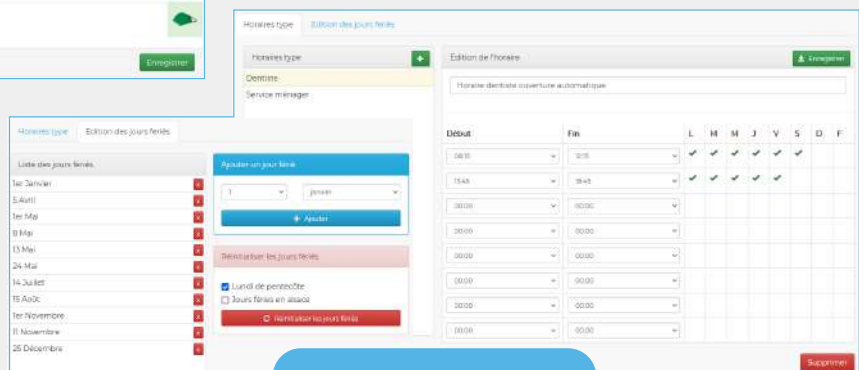 Enregistrer
Horaires type Edition des jours fériés
Horaires type
Dentiste
Service ménager
Edition de l'horaire Enregistrer
Horaire dentiste ouverture automatique
Début Fin L M M J V S D F
08:15 12:15
13:45 18:45
00:00 00:00
00:00 00:00
00:00 00:00
00:00 00:00
00:00 00:00
00:00 00:00
Supprimer
Horaires type Edition des jours fériés
Liste des jours fériés
1er Janvier
5 Avril
1er Mai
8 Mai
13 Mai
24 Mai
14 Juillet
15 Août
1er Novembre
11 Novembre
25 Décembre
Ajouter un jour férié
1 janvier
Ajouter
Réinitialiser les jours fériés
Lundi de pentecôte
Jours fériés en alsace
Réinitialiser les jours fériés